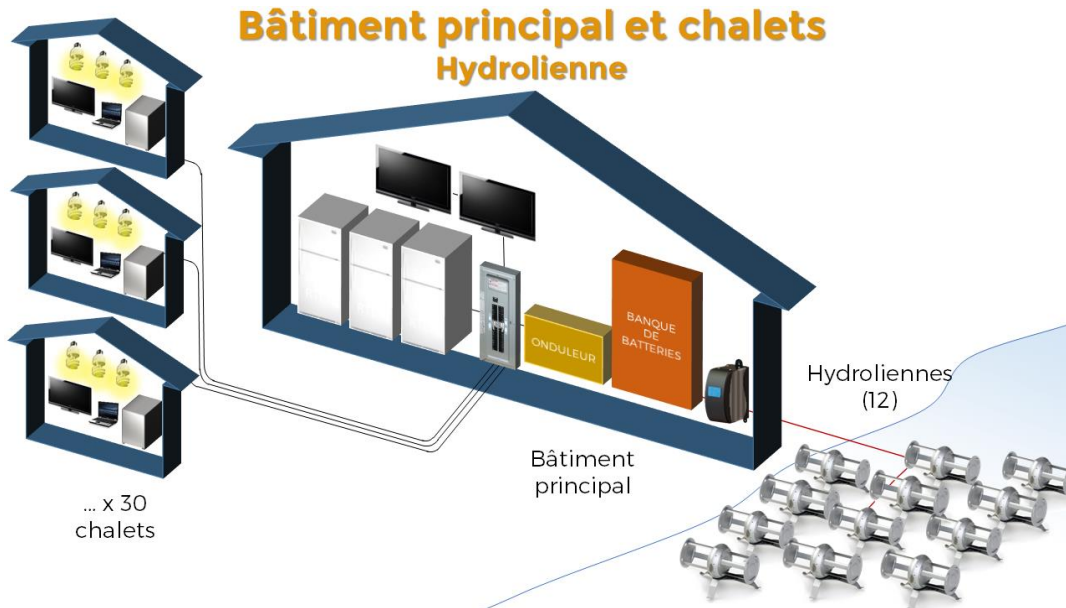 Bâtiment principal et chalets
Hydrolienne
ONDULEUR
BANQUE
DE
BATTERIES
Hydroliennes
(12)
Bâtiment
principal
... x 30
chalets